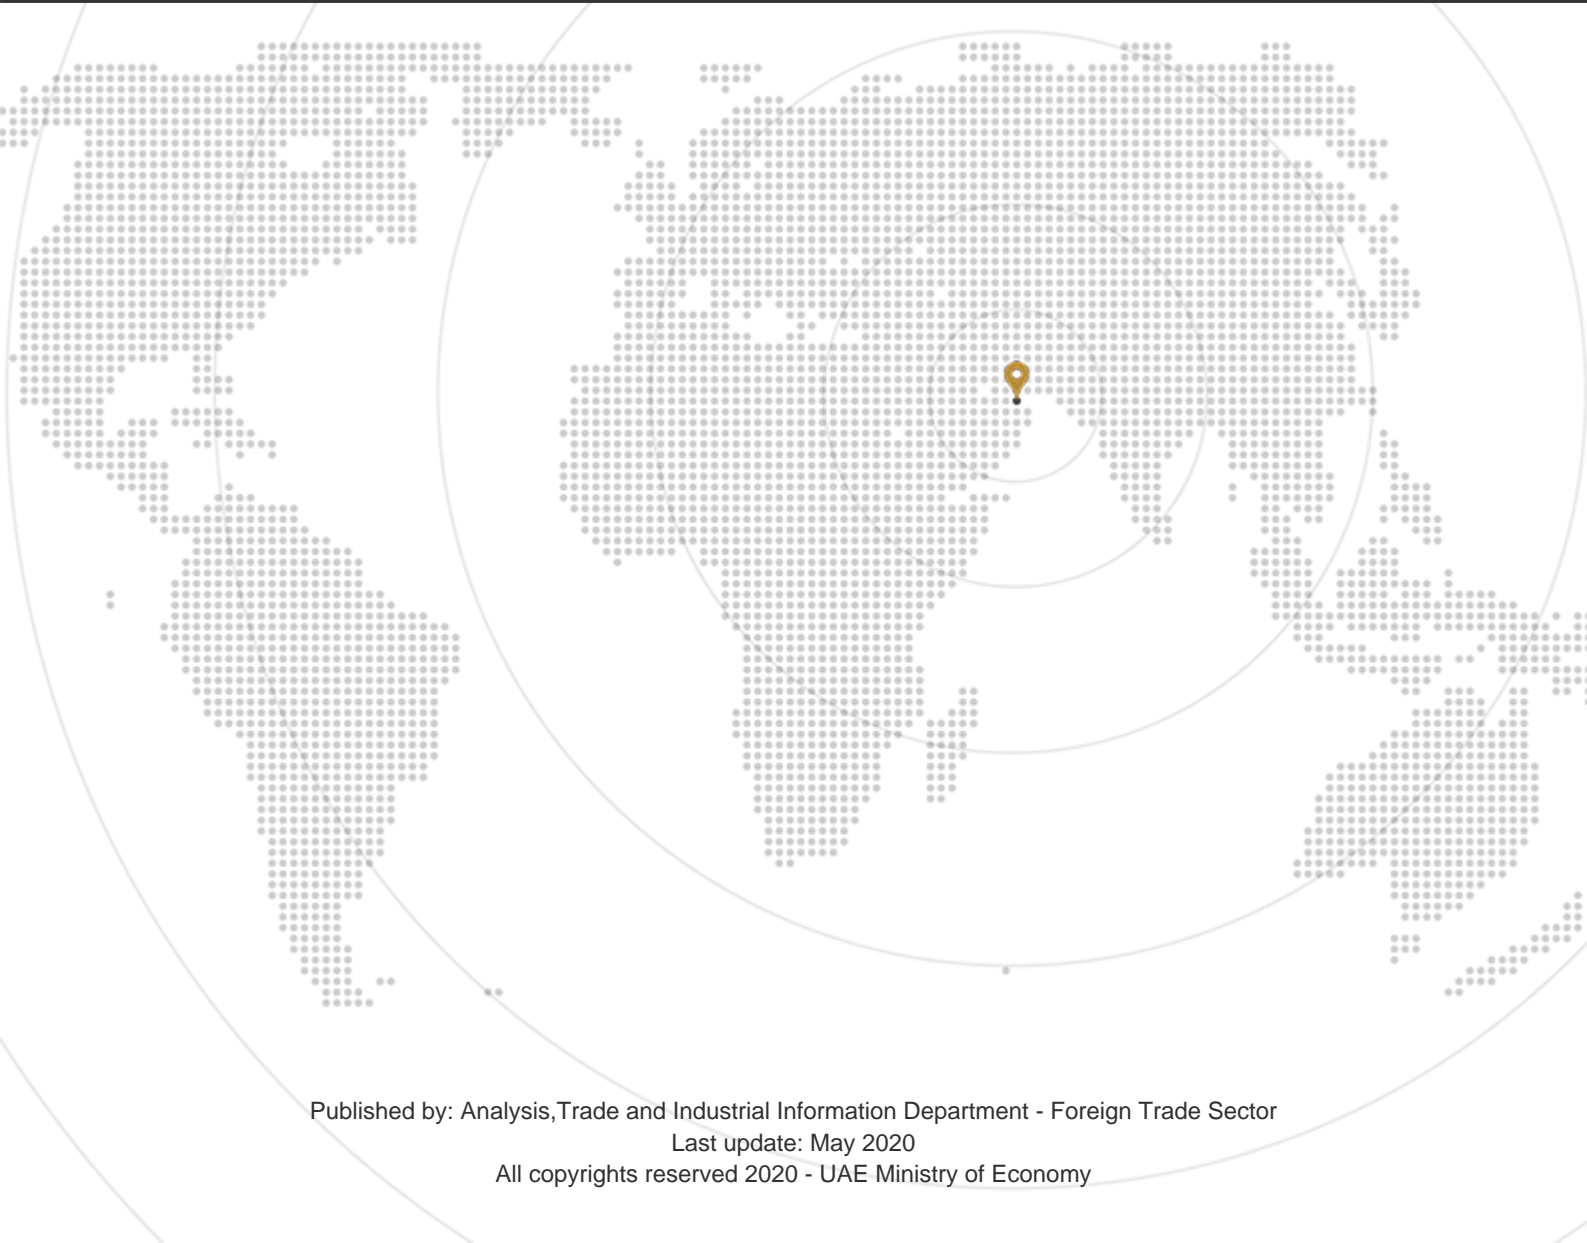 Published by: Analysis,Trade and Industrial Information Department - Foreign Trade Sector
Last update: May 2020
All copyrights reserved 2020 - UAE Ministry of Economy